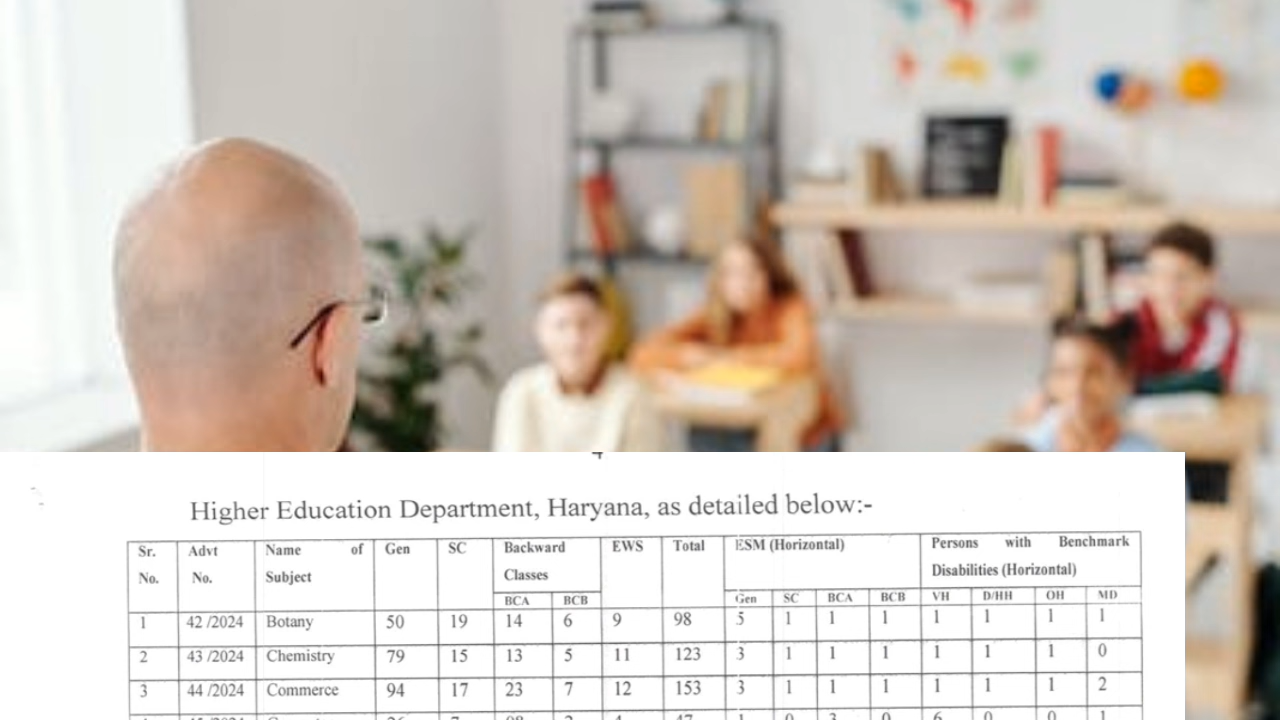 4
Higher Education Department, Haryana, as detailed below:-
Sr. No. Advt No. Name of Subject Gen SC Backward Classes EWS Total ESM (Horizontal) Persons with Benchmark Disabilities (Horizontal)
BCA BCB Gen SC BCA BCB VH D/HH OH MD
1 42 /2024 Botany 50 19 14 6 9 98 5 1 1 1 1 1 1 1
2 43 /2024 Chemistry 79 15 13 5 11 123 3 1 1 1 1 1 1 0
3 44 /2024 Commerce 94 17 23 7 12 153 3 1 1 1 1 1 1 2